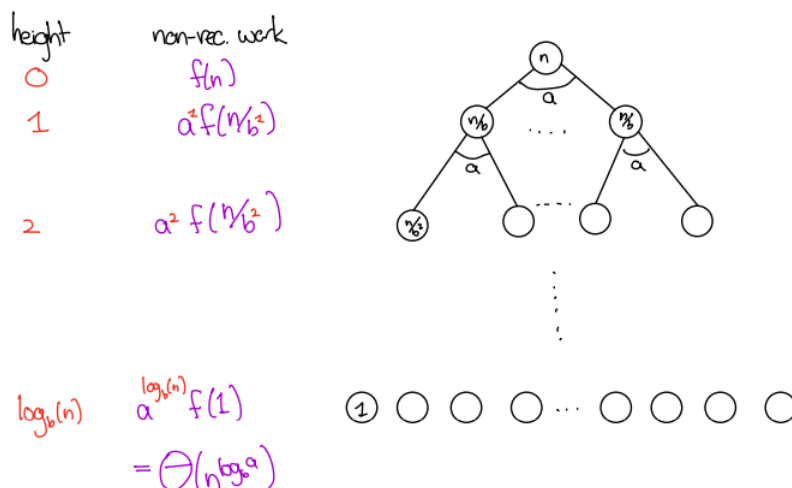 height non-rec. work
0 f(n)
1 a¹f(n/b¹)
2 a² f(n/b²)
log_b(n) a^{log_b(n)} f(1)
= Θ(n^{log_b a})
n
a
n/b .... n/b
a a
n/b² ....
1 ...